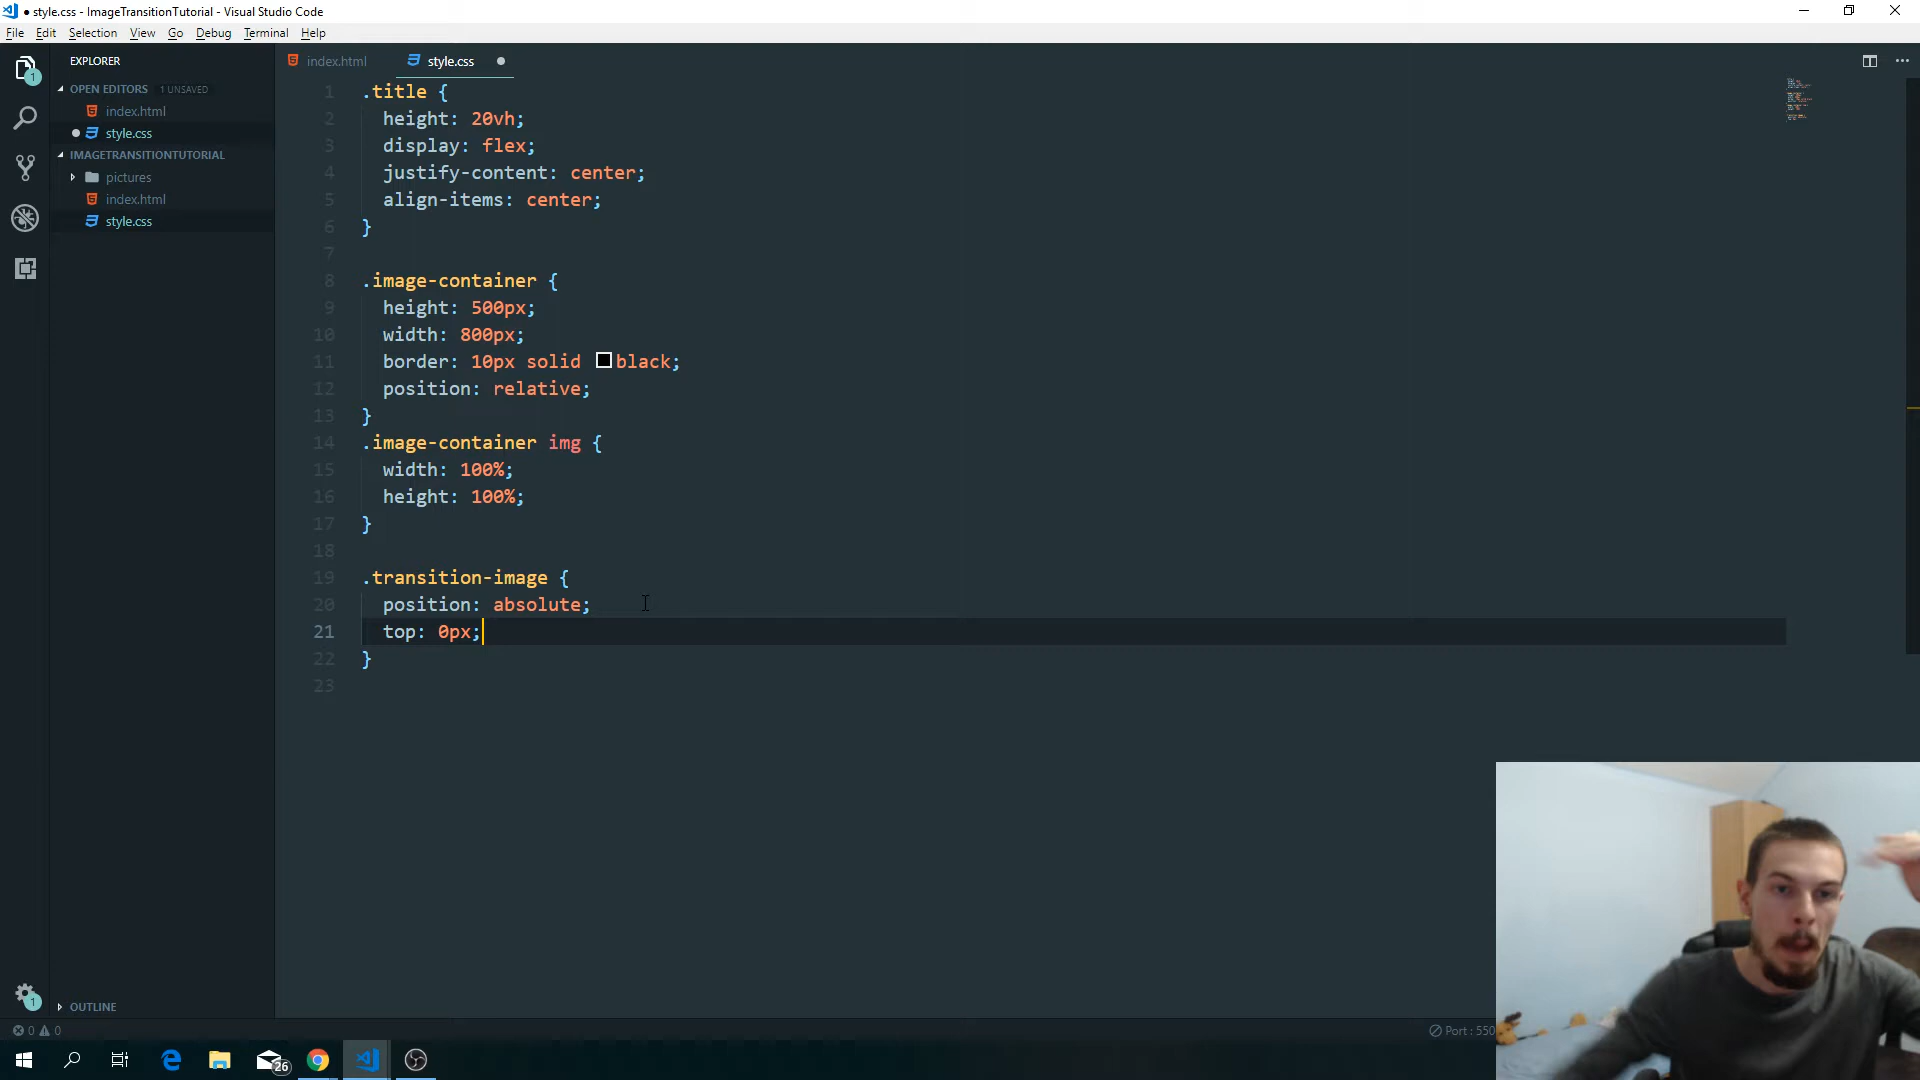 style.css - ImageTransitionTutorial - Visual Studio Code
File Edit Selection View Go Debug Terminal Help
EXPLORER
OPEN EDITORS 1 UNSAVED
index.html
style.css
IMAGETRANSITIONTUTORIAL
pictures
index.html
style.css
OUTLINE
1
1
index.html
style.css
1 .title {
2 height: 20vh;
3 display: flex;
4 justify-content: center;
5 align-items: center;
6 }
7
8 .image-container {
9 height: 500px;
10 width: 800px;
11 border: 10px solid black;
12 position: relative;
13 }
14 .image-container img {
15 width: 100%;
16 height: 100%;
17 }
18
19 .transition-image {
20 position: absolute;
21 top: 0px;
22 }
23
0 0
Port : 550
26